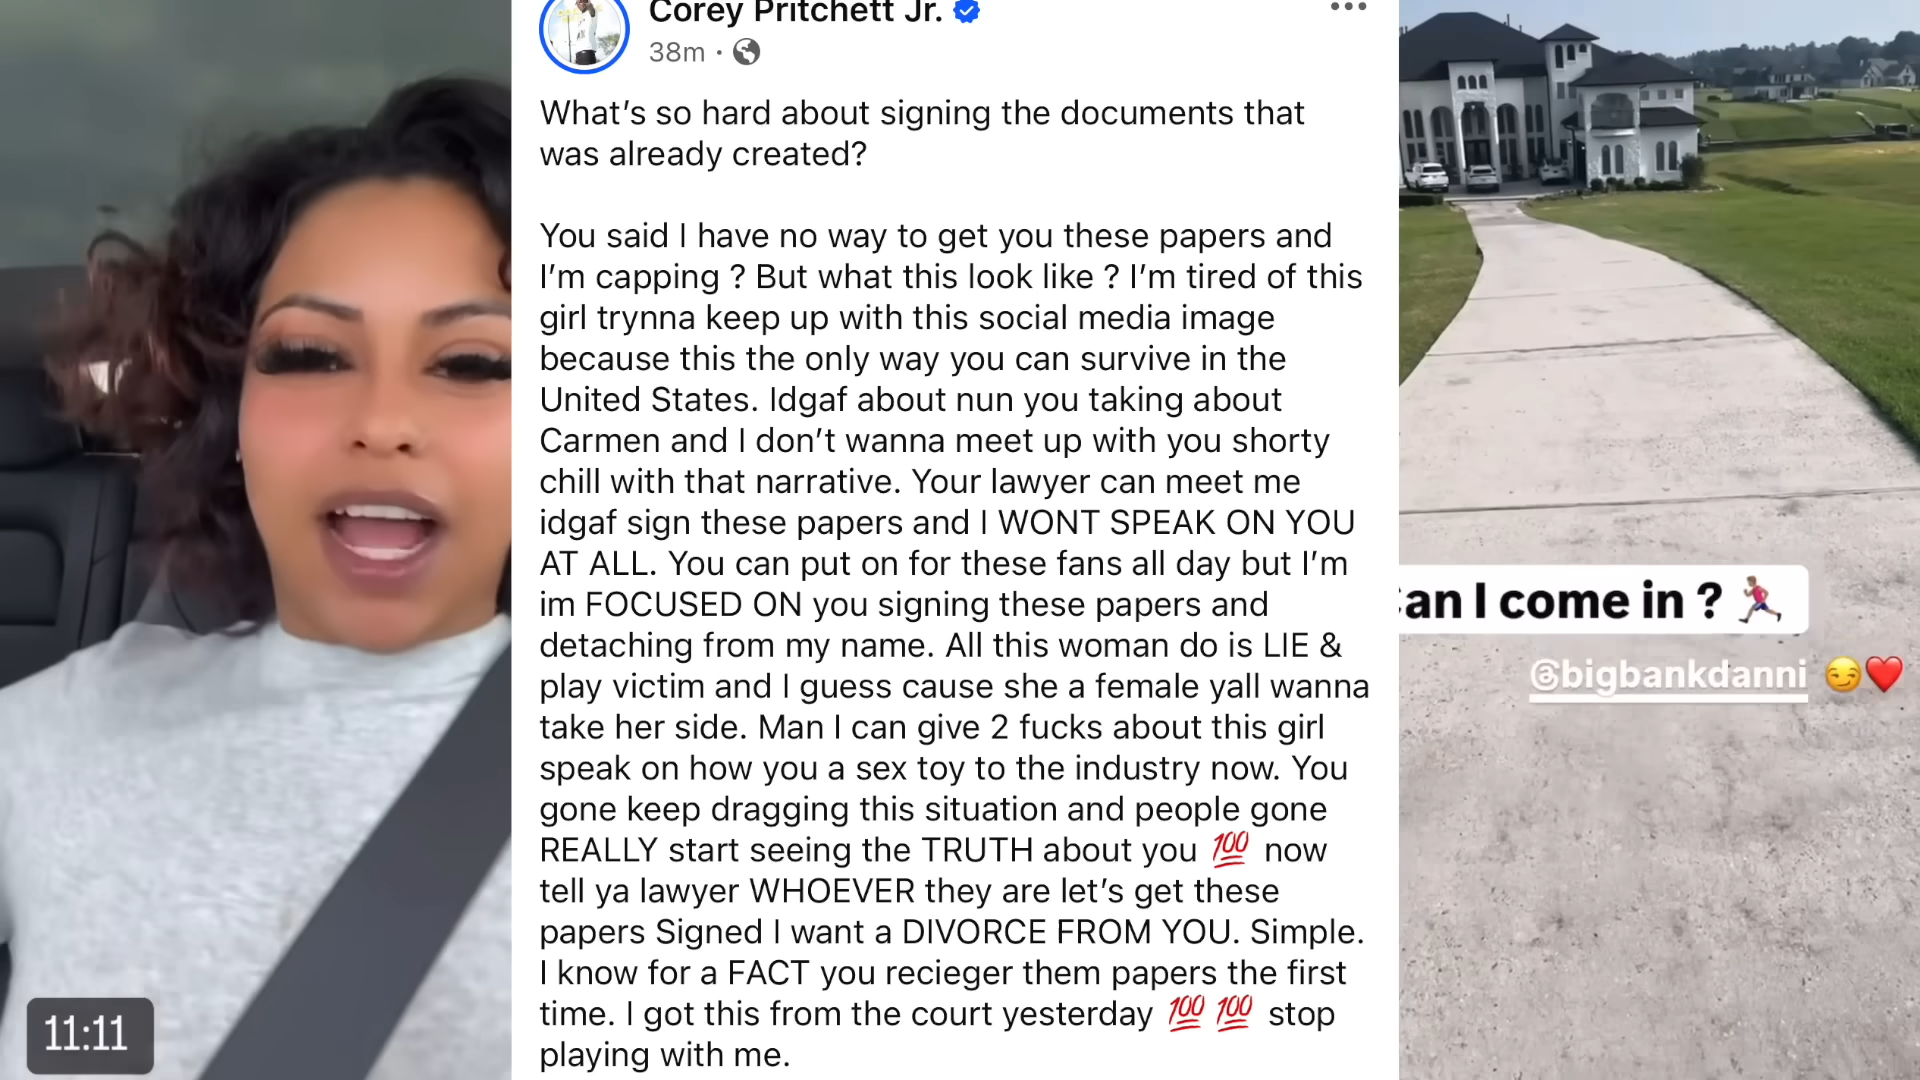 Corey Pritchett Jr.
38m ·
What's so hard about signing the documents that
was already created?
You said I have no way to get you these papers and
I'm capping ? But what this look like ? I'm tired of this
girl trynna keep up with this social media image
because this the only way you can survive in the
United States. Idgaf about nun you taking about
Carmen and I don't wanna meet up with you shorty
chill with that narrative. Your lawyer can meet me
idgaf sign these papers and I WONT SPEAK ON YOU
AT ALL. You can put on for these fans all day but I'm
im FOCUSED ON you signing these papers and
detaching from my name. All this woman do is LIE &
play victim and I guess cause she a female yall wanna
take her side. Man I can give 2 fucks about this girl
speak on how you a sex toy to the industry now. You
gone keep dragging this situation and people gone
REALLY start seeing the TRUTH about you 💯 now
tell ya lawyer WHOEVER they are let's get these
papers Signed I want a DIVORCE FROM YOU. Simple.
I know for a FACT you recieger them papers the first
time. I got this from the court yesterday 💯 💯 stop
playing with me.
11:11
an I come in ? 🏃🏽
@bigbankdanni 😏❤️